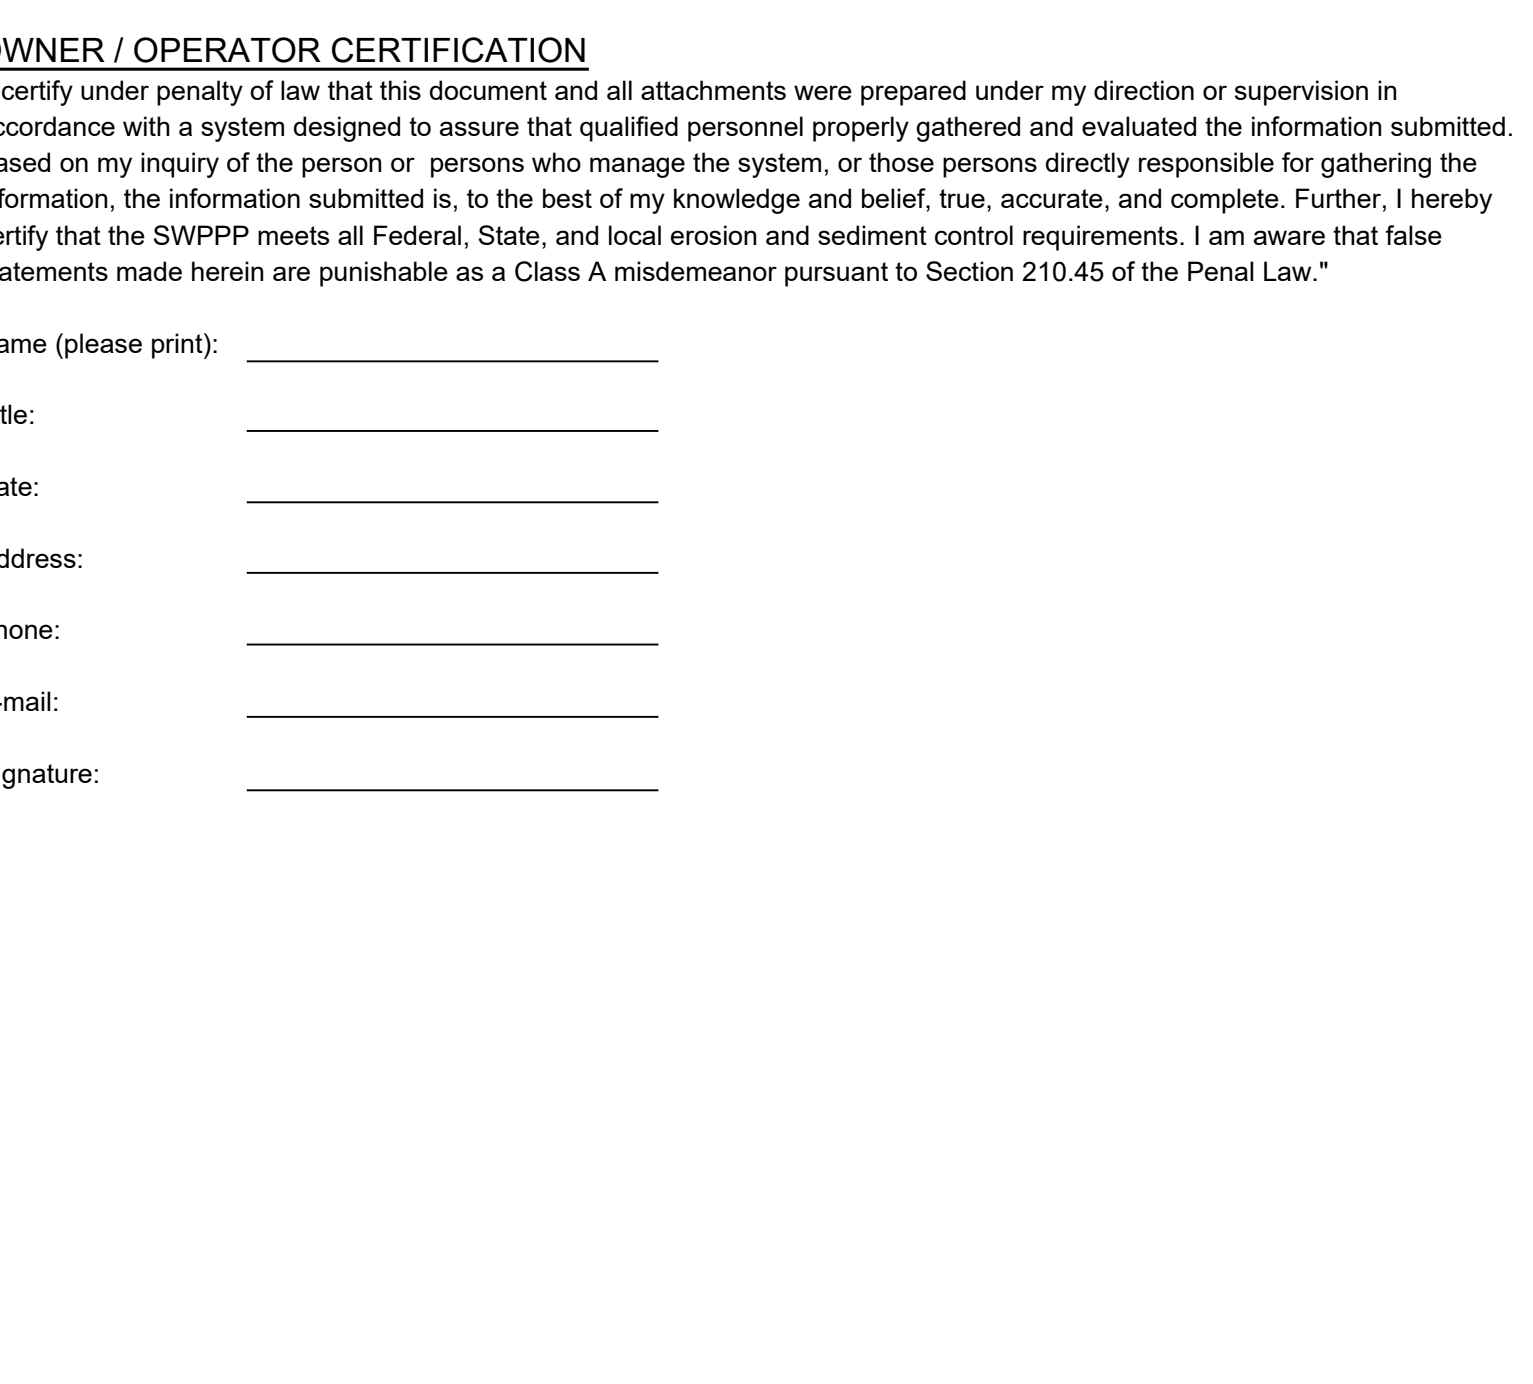 OWNER / OPERATOR CERTIFICATION
certify under penalty of law that this document and all attachments were prepared under my direction or supervision in
ccordance with a system designed to assure that qualified personnel properly gathered and evaluated the information submitted.
ased on my inquiry of the person or  persons who manage the system, or those persons directly responsible for gathering the
formation, the information submitted is, to the best of my knowledge and belief, true, accurate, and complete. Further, I hereby
ertify that the SWPPP meets all Federal, State, and local erosion and sediment control requirements. I am aware that false
atements made herein are punishable as a Class A misdemeanor pursuant to Section 210.45 of the Penal Law."
ame (please print):
tle:
ate:
ddress:
hone:
-mail:
gnature: